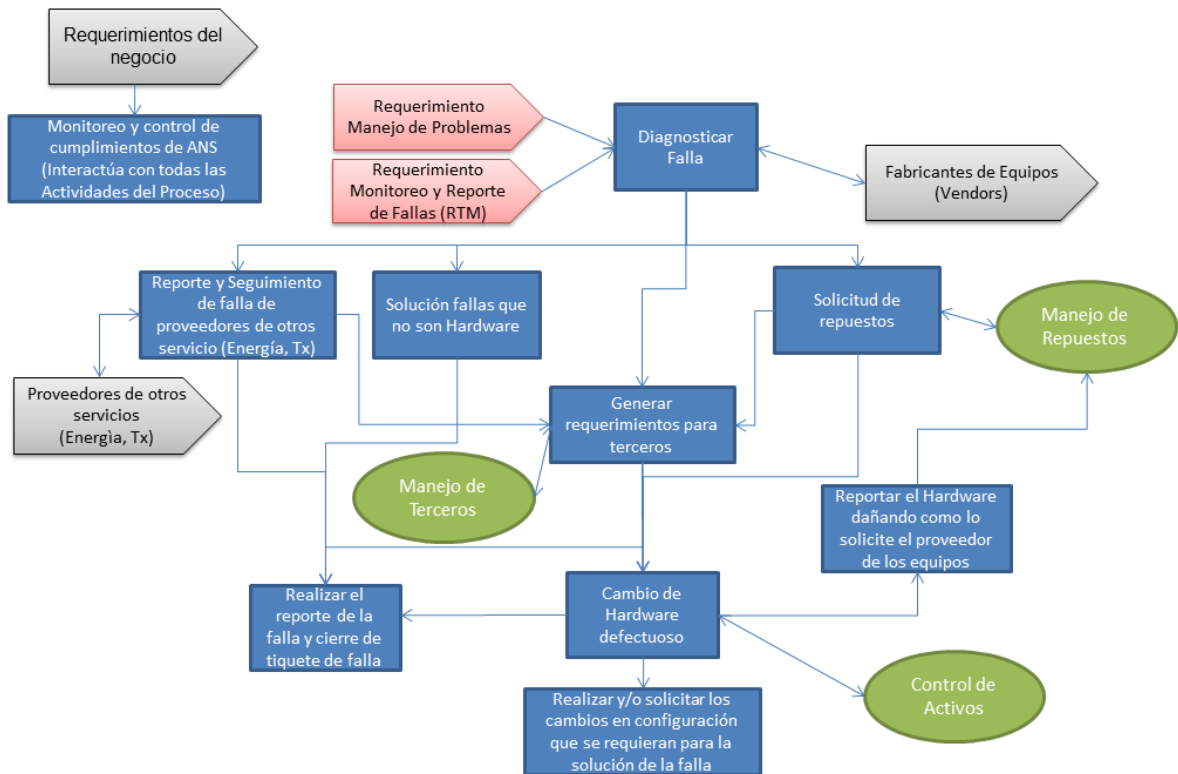 Requerimientos del
negocio
Monitoreo y control de
cumplimientos de ANS
(Interactúa con todas las
Actividades del Proceso)
Requerimiento
Manejo de Problemas
Requerimiento
Monitoreo y Reporte
de Fallas (RTM)
Diagnosticar
Falla
Fabricantes de Equipos
(Vendors)
Reporte y Seguimiento
de falla de
proveedores de otros
servicio (Energía, Tx)
Solución fallas que
no son Hardware
Solicitud de
repuestos
Manejo de
Repuestos
Proveedores de otros
servicios
(Energìa, Tx)
Generar
requerimientos para
terceros
Manejo de
Terceros
Reportar el Hardware
dañando como lo
solicite el proveedor
de los equipos
Realizar el
reporte de la
falla y cierre de
tiquete de falla
Cambio de
Hardware
defectuoso
Control de
Activos
Realizar y/o solicitar los
cambios en configuración
que se requieran para la
solución de la falla